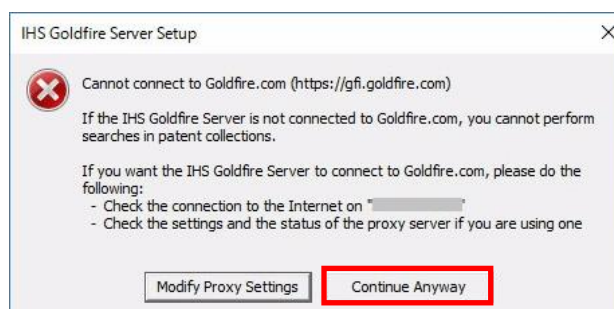 IHS Goldfire Server Setup
Cannot connect to Goldfire.com (https://gfi.goldfire.com)
If the IHS Goldfire Server is not connected to Goldfire.com, you cannot perform
searches in patent collections.
If you want the IHS Goldfire Server to connect to Goldfire.com, please do the
following:
- Check the connection to the Internet on " "
- Check the settings and the status of the proxy server if you are using one
Modify Proxy Settings Continue Anyway